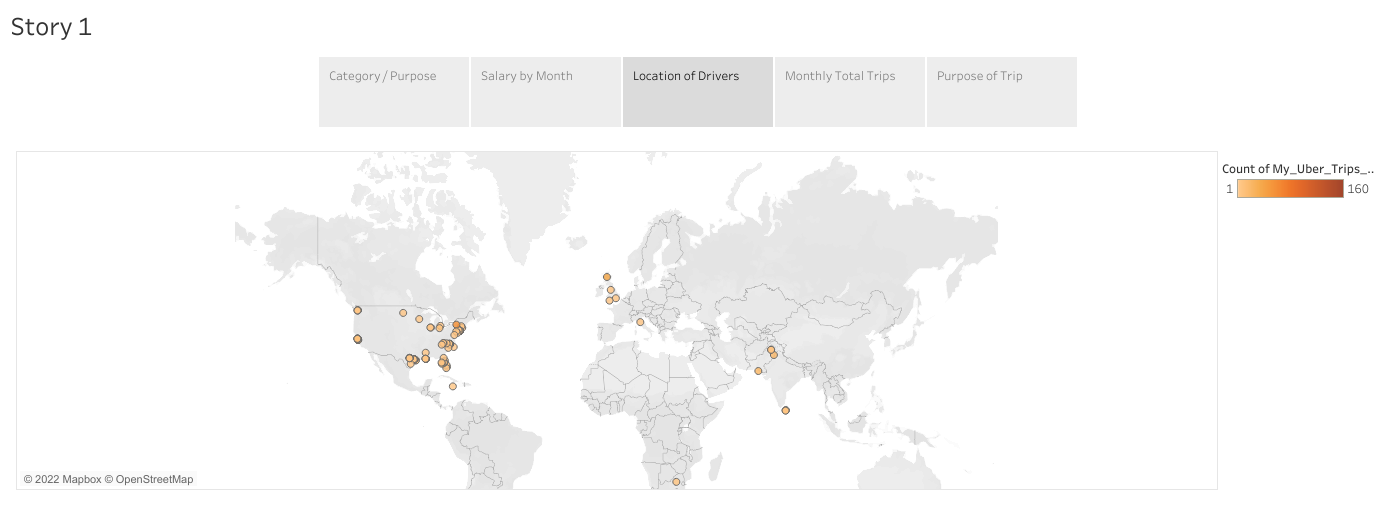 Story 1
Category / Purpose
Salary by Month
Location of Drivers
Monthly Total Trips
Purpose of Trip
Count of My_Uber_Trips_..
1 160
© 2022 Mapbox © OpenStreetMap